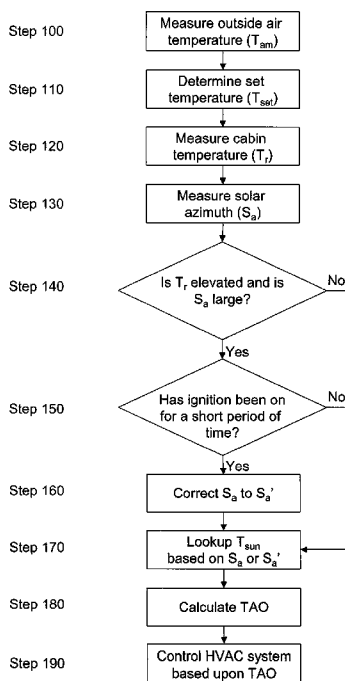 Step 100
Measure outside air
temperature (Tam)
Step 110
Determine set
temperature (Tset)
Step 120
Measure cabin
temperature (Tr)
Step 130
Measure solar
azimuth (Sa)
Step 140
Is Tr elevated and is
Sa large?
No
Yes
Step 150
Has ignition been on
for a short period of
time?
No
Yes
Step 160
Correct Sa to Sa'
Step 170
Lookup Tsun
based on Sa or Sa'
Step 180
Calculate TAO
Step 190
Control HVAC system
based upon TAO